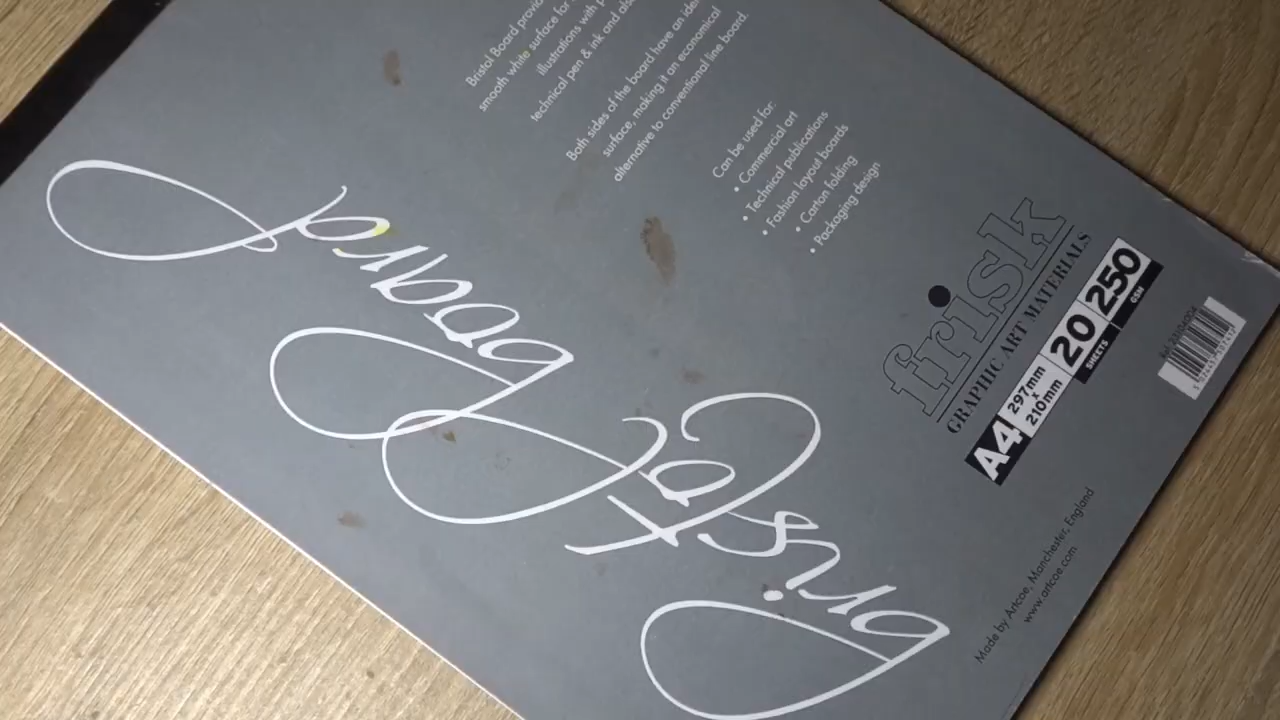 bristol board
Bristol Board
smooth white surface for
illustrations with
technical pen & ink and
Both sides of the board have an
surface, making it an economical
alternative to conventional line board.
Can be used for:
• Commercial art
• Technical publications
• Fashion layout boards
• Carton folding
• Packaging design
frisk
GRAPHIC ART MATERIALS
A4
297mm
x
210mm
20
SHEETS
250
GSM
Made by Artcoe, Manchester, England
www.artcoe.com